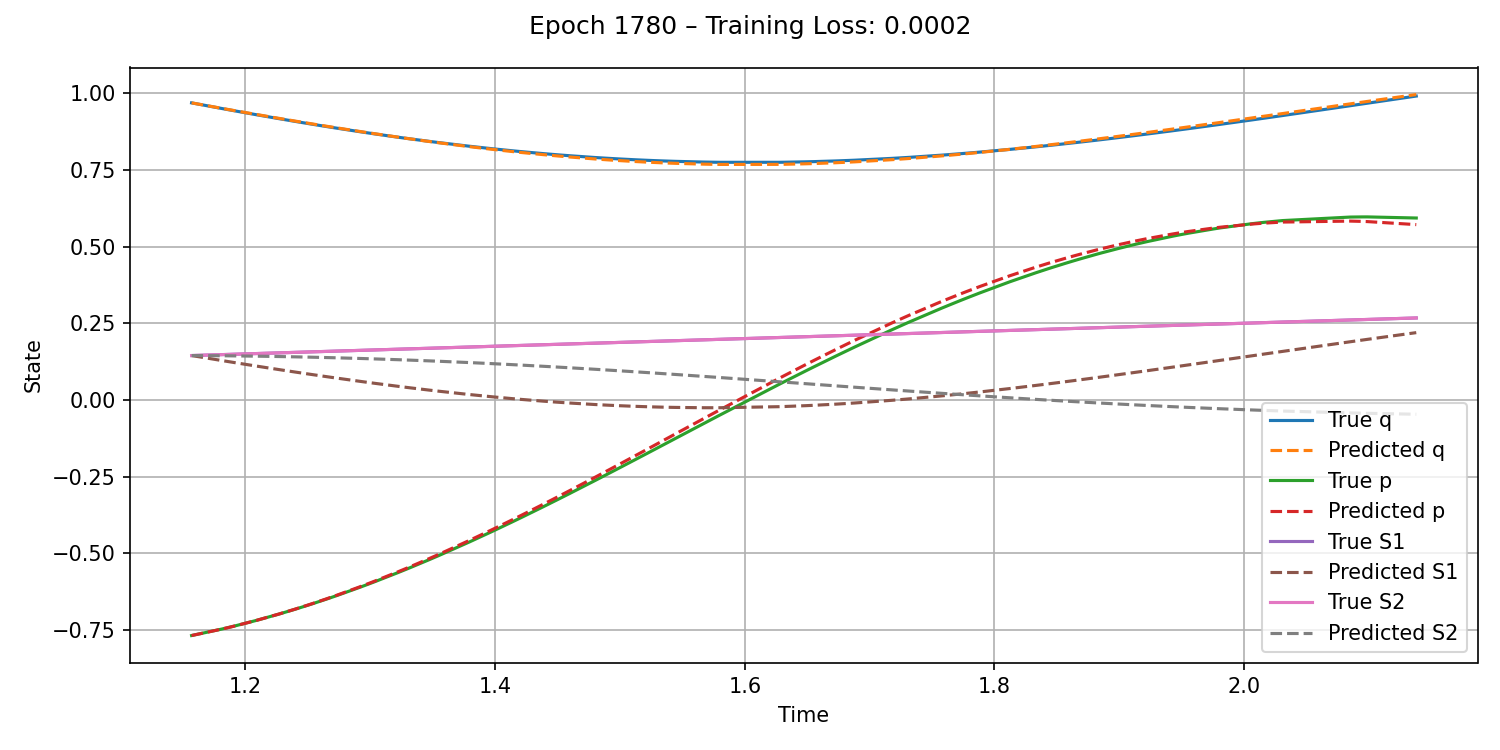 Epoch 1780 – Training Loss: 0.0002
1.00
0.75
0.50
0.25
0.00
−0.25
−0.50
−0.75
State
True q
Predicted q
True p
Predicted p
True S1
Predicted S1
True S2
Predicted S2
1.2 1.4 1.6 1.8 2.0
Time